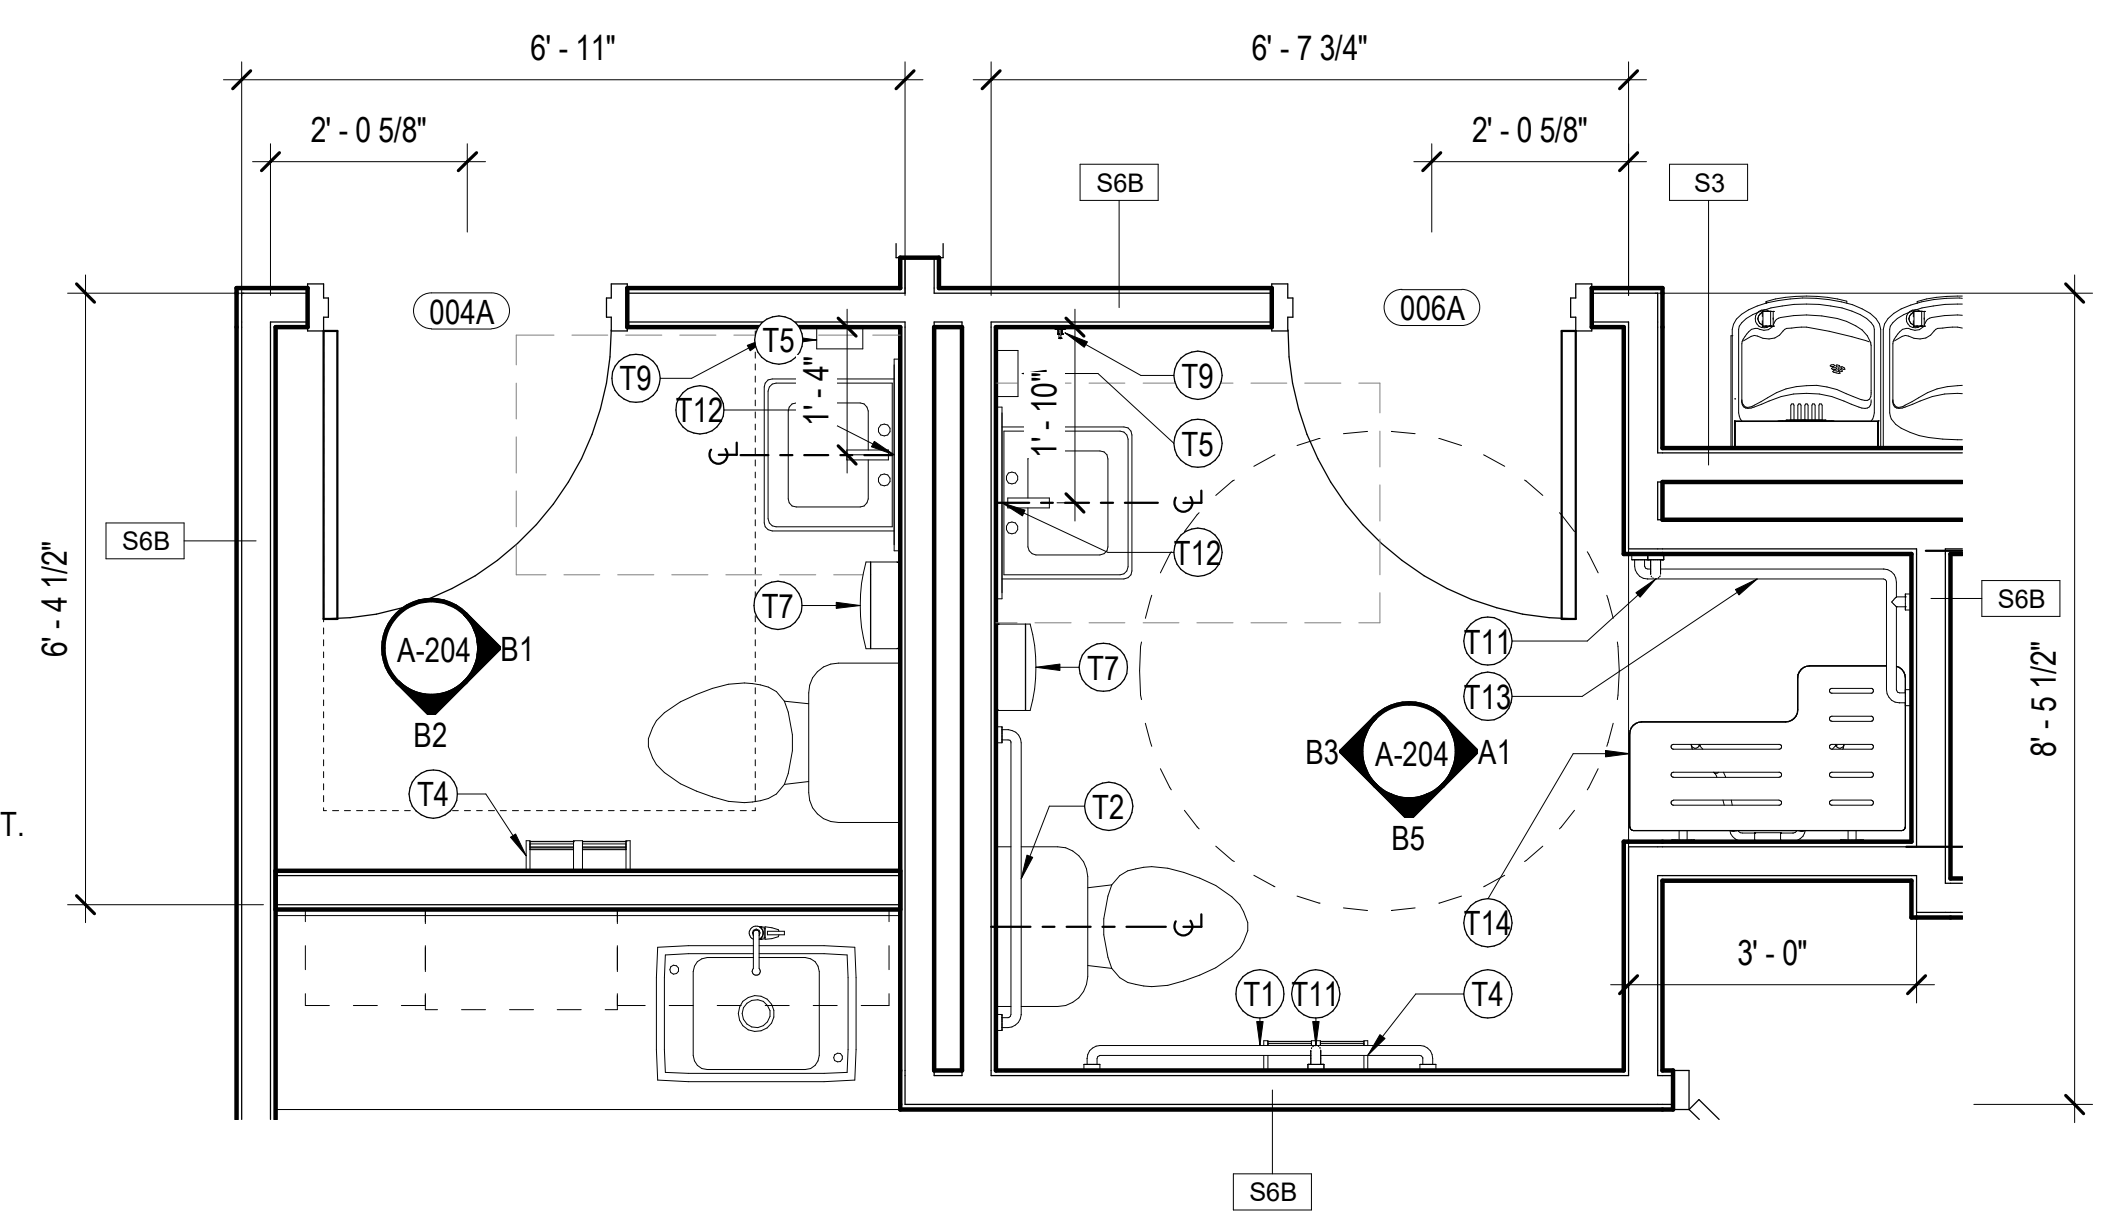 6' - 11"
6' - 7 3/4"
2' - 0 5/8"
2' - 0 5/8"
S6B
S3
004A
006A
T5
T9
T12
1' - 4"
T9
1' - 10"
T5
T12
S6B
6' - 4 1/2"
T7
T11
S6B
A-204
B1
B2
T7
T13
8' - 5 1/2"
B3
A-204
A1
B5
T4
T2
T.
T14
3' - 0"
T1
T11
T4
S6B